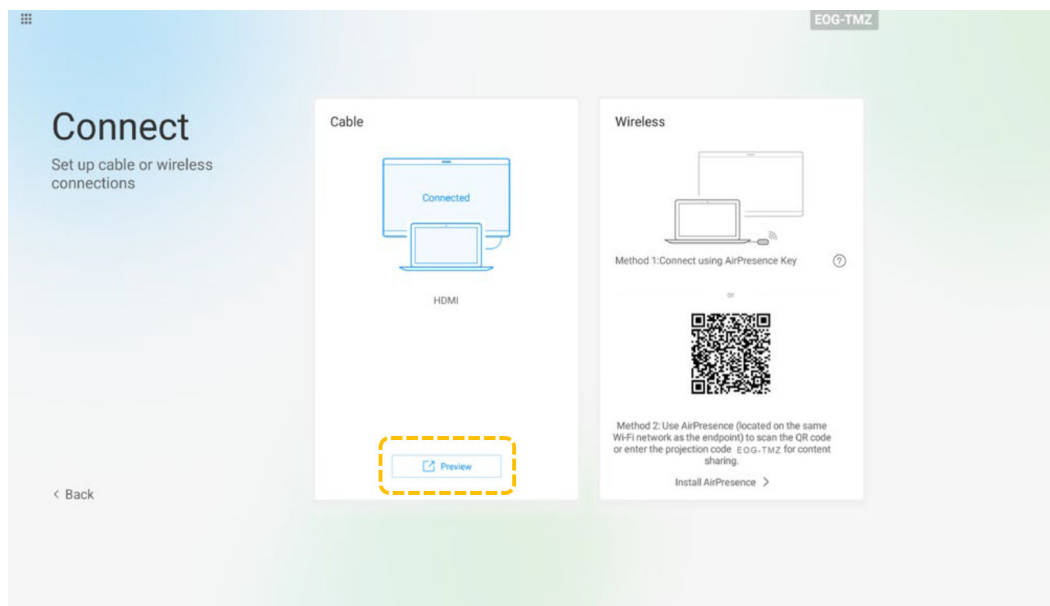 EOG-TMZ
Connect
Set up cable or wireless
connections
Cable
Connected
HDMI
Preview
Wireless
Method 1:Connect using AirPresence Key
?
or
Method 2: Use AirPresence (located on the same
Wi-Fi network as the endpoint) to scan the QR code
or enter the projection code EOG-TMZ for content
sharing.
Install AirPresence >
< Back